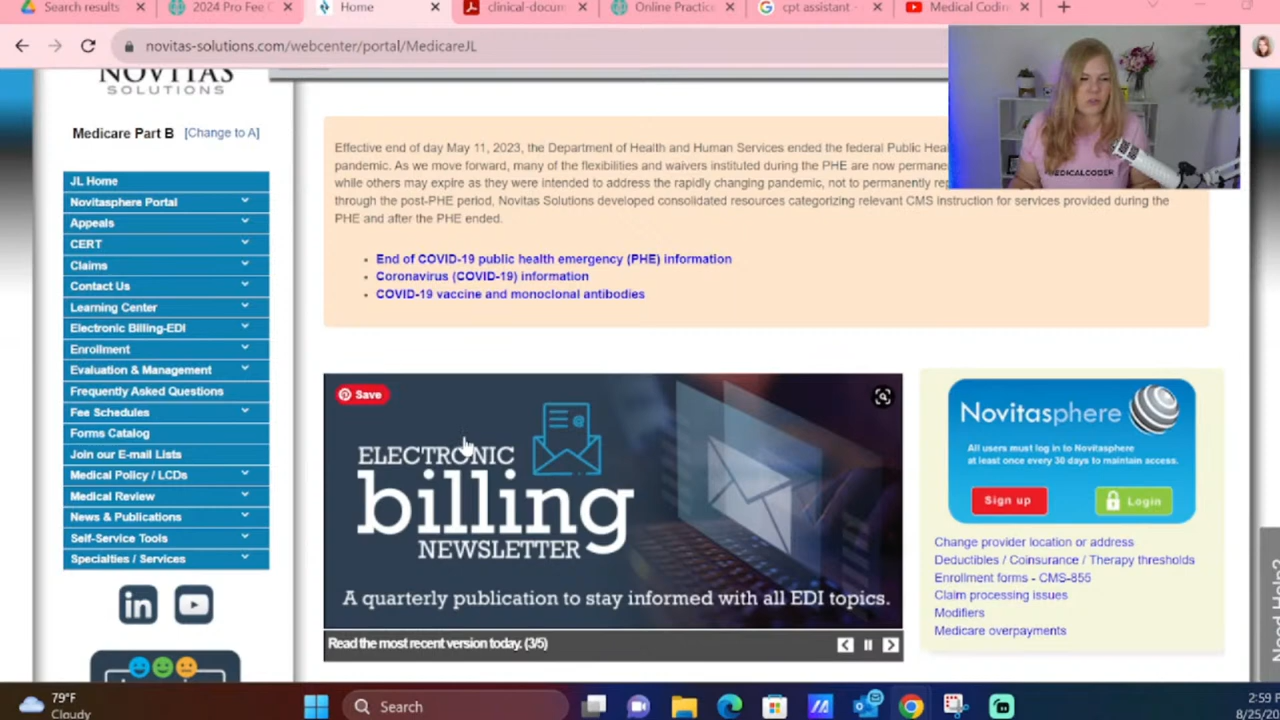 Search results
2024 Pro Fee C
Home
clinical-docum
Online Practice
cpt assistant -
Medical Codin
novitas-solutions.com/webcenter/portal/MedicareJL
NOVITAS
SOLUTIONS
Medicare Part B [Change to A]
JL Home
Novitasphere Portal
Appeals
CERT
Claims
Contact Us
Learning Center
Electronic Billing-EDI
Enrollment
Evaluation & Management
Frequently Asked Questions
Fee Schedules
Forms Catalog
Join our E-mail Lists
Medical Policy / LCDs
Medical Review
News & Publications
Self-Service Tools
Specialties / Services
Effective end of day May 11, 2023, the Department of Health and Human Services ended the federal Public Heal
pandemic. As we move forward, many of the flexibilities and waivers instituted during the PHE are now permane
while others may expire as they were intended to address the rapidly changing pandemic, not to permanently rep
through the post-PHE period, Novitas Solutions developed consolidated resources categorizing relevant CMS instruction for services provided during the
PHE and after the PHE ended.
End of COVID-19 public health emergency (PHE) information
Coronavirus (COVID-19) information
COVID-19 vaccine and monoclonal antibodies
MEDICALCODER
Save
ELECTRONIC
billing
NEWSLETTER
A quarterly publication to stay informed with all EDI topics.
Read the most recent version today. (3/5)
Novitasphere
All users must log in to Novitasphere
at least once every 30 days to maintain access.
Sign up
Login
Change provider location or address
Deductibles / Coinsurance / Therapy thresholds
Enrollment forms - CMS-855
Claim processing issues
Modifiers
Medicare overpayments
Need Help?
79°F
Cloudy
Search
2:59 P
8/25/20